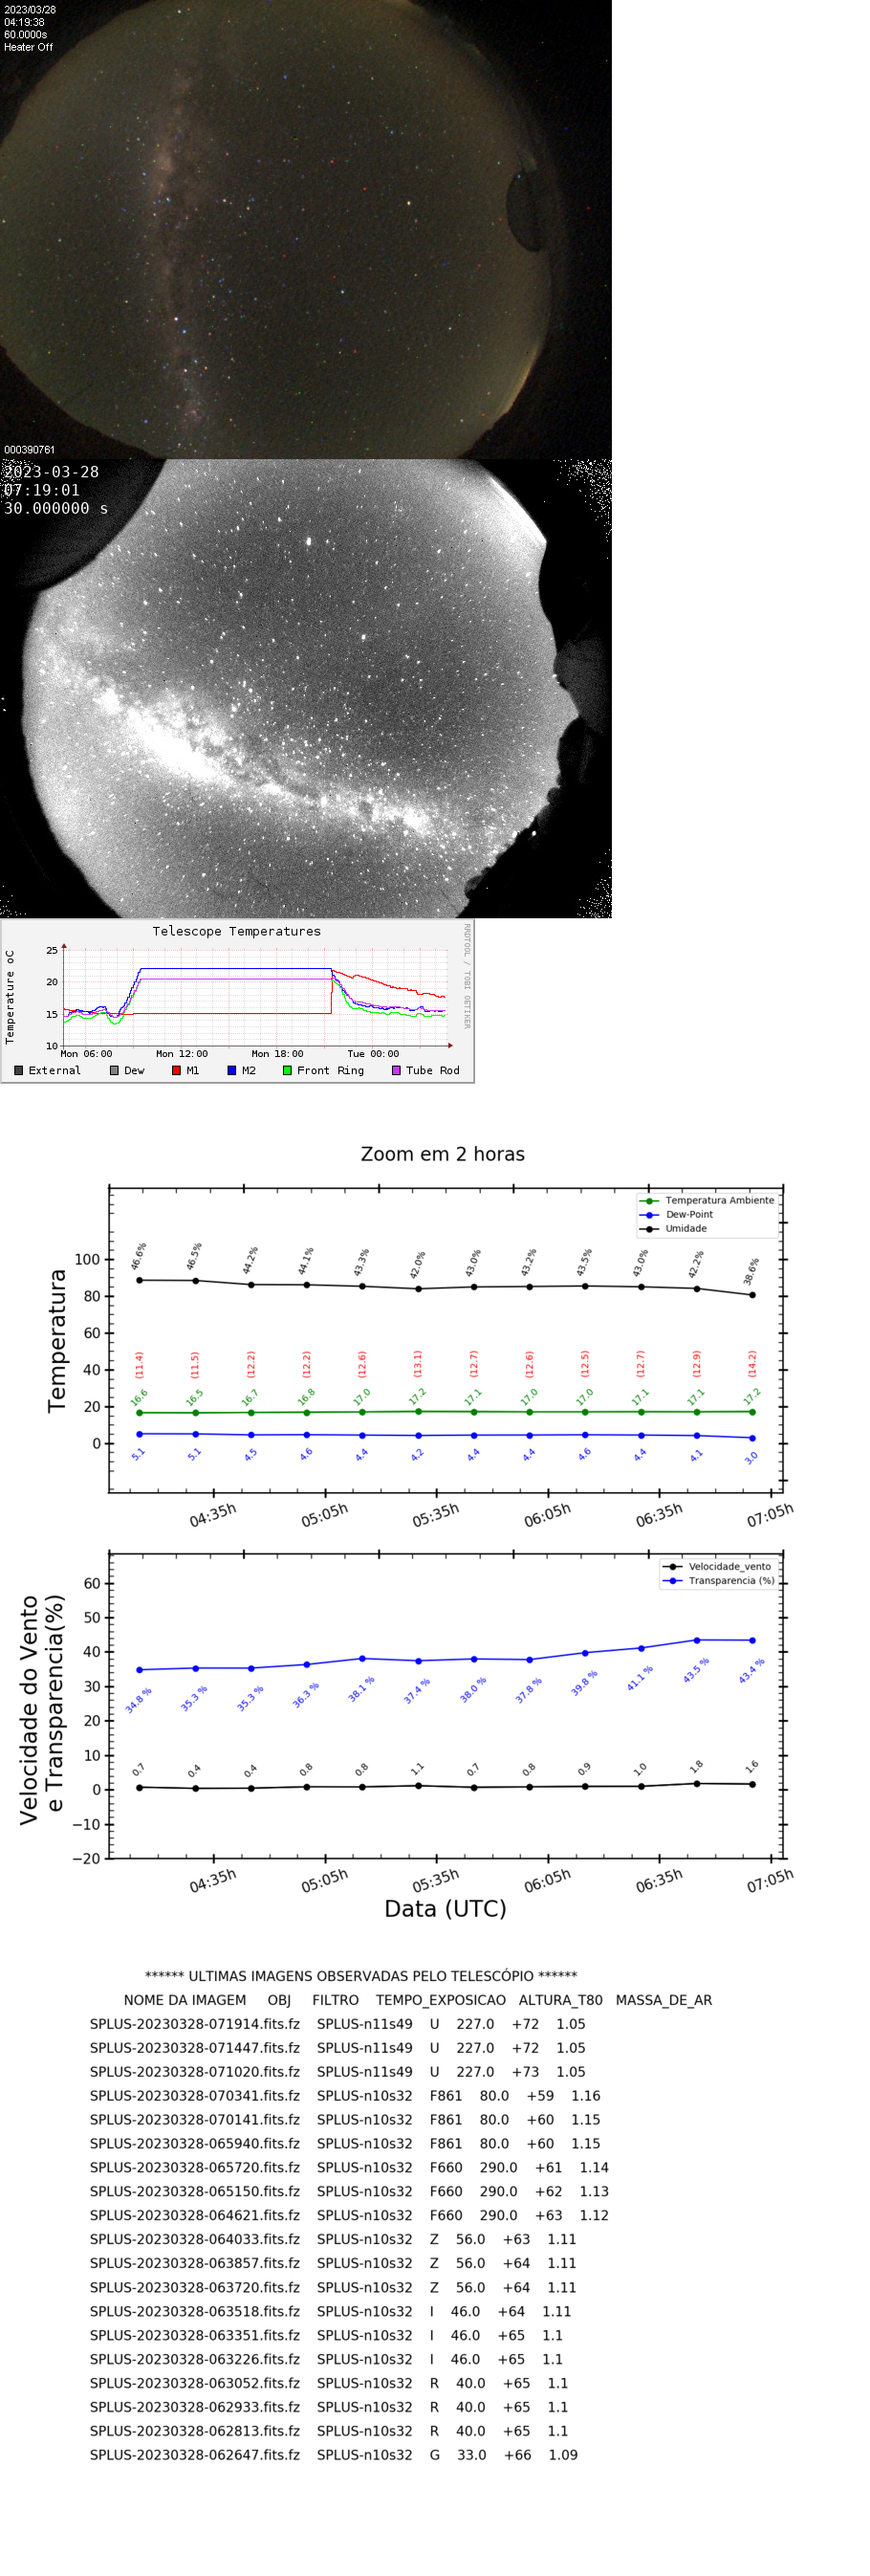 2023/03/28
04:19:38
60.0000s
Heater Off
000390761
2023-03-28
07:19:01
30.000000 s
Telescope Temperatures
RRDTOOL / TOBI OETIKER
Temperature oC
25
20
15
10
Mon 06:00 Mon 12:00 Mon 18:00 Tue 00:00
External Dew M1 M2 Front Ring Tube Rod
Zoom em 2 horas
Temperatura Ambiente
Dew-Point
Umidade
Temperatura
100
80
60
40
20
0
46.6% 46.5% 44.2% 44.1% 43.3% 42.0% 43.0% 43.2% 43.5% 43.0% 42.2% 38.6%
(11.4) (11.5) (12.2) (12.2) (12.6) (13.1) (12.7) (12.6) (12.5) (12.7) (12.9) (14.2)
16.6 16.5 16.7 16.8 17.0 17.2 17.1 17.0 17.0 17.1 17.1 17.2
5.1 5.1 4.5 4.6 4.4 4.2 4.4 4.4 4.6 4.4 4.1 3.0
04:35h 05:05h 05:35h 06:05h 06:35h 07:05h
Velocidade_vento
Transparencia (%)
Velocidade do Vento
e Transparencia(%)
60
50
40
30
20
10
0
−10
−20
34.8 % 35.3 % 35.3 % 36.3 % 38.1 % 37.4 % 38.0 % 37.8 % 39.8 % 41.1 % 43.5 % 43.4 %
0.7 0.4 0.4 0.8 0.8 1.1 0.7 0.8 0.9 1.0 1.8 1.6
04:35h 05:05h 05:35h 06:05h 06:35h 07:05h
Data (UTC)
****** ULTIMAS IMAGENS OBSERVADAS PELO TELESCÓPIO ******
NOME DA IMAGEM OBJ FILTRO TEMPO_EXPOSICAO ALTURA_T80 MASSA_DE_AR
SPLUS-20230328-071914.fits.fz SPLUS-n11s49 U 227.0 +72 1.05
SPLUS-20230328-071447.fits.fz SPLUS-n11s49 U 227.0 +72 1.05
SPLUS-20230328-071020.fits.fz SPLUS-n11s49 U 227.0 +73 1.05
SPLUS-20230328-070341.fits.fz SPLUS-n10s32 F861 80.0 +59 1.16
SPLUS-20230328-070141.fits.fz SPLUS-n10s32 F861 80.0 +60 1.15
SPLUS-20230328-065940.fits.fz SPLUS-n10s32 F861 80.0 +60 1.15
SPLUS-20230328-065720.fits.fz SPLUS-n10s32 F660 290.0 +61 1.14
SPLUS-20230328-065150.fits.fz SPLUS-n10s32 F660 290.0 +62 1.13
SPLUS-20230328-064621.fits.fz SPLUS-n10s32 F660 290.0 +63 1.12
SPLUS-20230328-064033.fits.fz SPLUS-n10s32 Z 56.0 +63 1.11
SPLUS-20230328-063857.fits.fz SPLUS-n10s32 Z 56.0 +64 1.11
SPLUS-20230328-063720.fits.fz SPLUS-n10s32 Z 56.0 +64 1.11
SPLUS-20230328-063518.fits.fz SPLUS-n10s32 I 46.0 +64 1.11
SPLUS-20230328-063351.fits.fz SPLUS-n10s32 I 46.0 +65 1.1
SPLUS-20230328-063226.fits.fz SPLUS-n10s32 I 46.0 +65 1.1
SPLUS-20230328-063052.fits.fz SPLUS-n10s32 R 40.0 +65 1.1
SPLUS-20230328-062933.fits.fz SPLUS-n10s32 R 40.0 +65 1.1
SPLUS-20230328-062813.fits.fz SPLUS-n10s32 R 40.0 +65 1.1
SPLUS-20230328-062647.fits.fz SPLUS-n10s32 G 33.0 +66 1.09